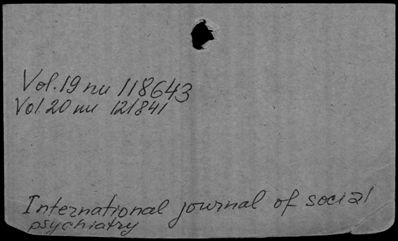 Vol.19 nu 118643
Vol 20 nu 121841
International journal of social
psychiatry